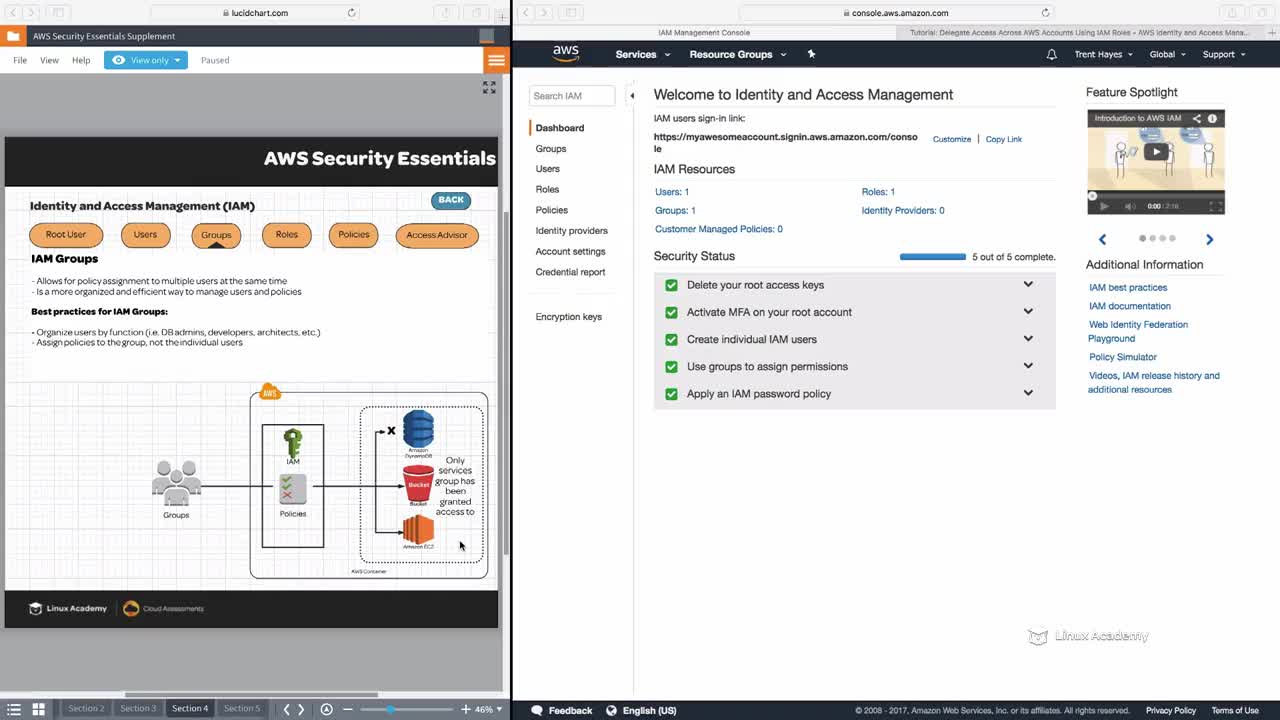 lucidchart.com
AWS Security Essentials Supplement
File View Help View only Paused
AWS Security Essentials
Identity and Access Management (IAM)
BACK
Root User Users Groups Roles Policies Access Advisor
IAM Groups
- Allows for policy assignment to multiple users at the same time
- Is a more organized and efficient way to manage users and policies
Best practices for IAM Groups:
- Organize users by function (i.e. DB admins, developers, architects, etc.)
- Assign policies to the group, not the individual users
AWS
X
Amazon
DynamoDB
IAM
Only
services
group has
been
granted
access to
Bucket
Bucket
Groups
Policies
Amazon EC2
AWS Container
Linux Academy Cloud Assessments
Section 2 Section 3 Section 4 Section 5 46%
console.aws.amazon.com
IAM Management Console
Tutorial: Delegate Access Across AWS Accounts Using IAM Roles - AWS Identity and Access Mana...
aws Services Resource Groups Trent Hayes Global Support
Search IAM
Dashboard
Groups
Users
Roles
Policies
Identity providers
Account settings
Credential report
Encryption keys
Welcome to Identity and Access Management
IAM users sign-in link:
https://myawesomeaccount.signin.aws.amazon.com/conso
le
Customize | Copy Link
IAM Resources
Users: 1 Roles: 1
Groups: 1 Identity Providers: 0
Customer Managed Policies: 0
Security Status 5 out of 5 complete.
Delete your root access keys
Activate MFA on your root account
Create individual IAM users
Use groups to assign permissions
Apply an IAM password policy
Feature Spotlight
Introduction to AWS IAM
0:00 / 2:16
Additional Information
IAM best practices
IAM documentation
Web Identity Federation
Playground
Policy Simulator
Videos, IAM release history and
additional resources
Linux Academy
Feedback English (US)
© 2008 - 2017, Amazon Web Services, Inc. or its affiliates. All rights reserved. Privacy Policy Terms of Use